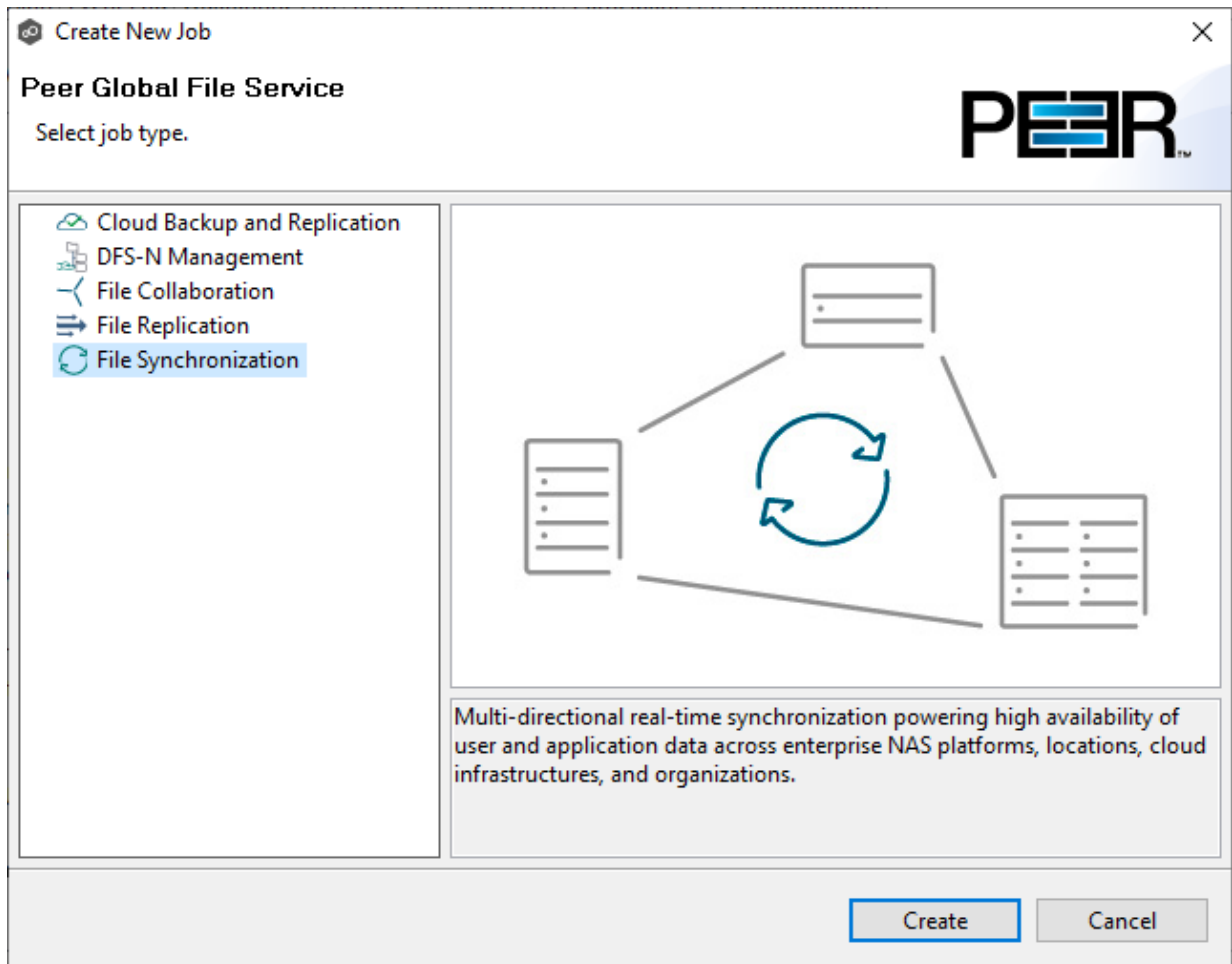 Create New Job
Peer Global File Service
Select job type.
PEER™
Cloud Backup and Replication
DFS-N Management
File Collaboration
File Replication
File Synchronization
Multi-directional real-time synchronization powering high availability of
user and application data across enterprise NAS platforms, locations, cloud
infrastructures, and organizations.
Create
Cancel